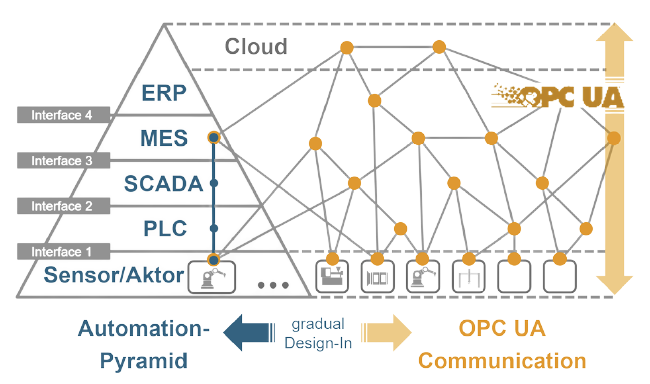 Cloud
ERP
OPC UA
Interface 4
MES
Interface 3
SCADA
Interface 2
PLC
Interface 1
Sensor/Aktor
Automation-
Pyramid
gradual
Design-In
OPC UA
Communication